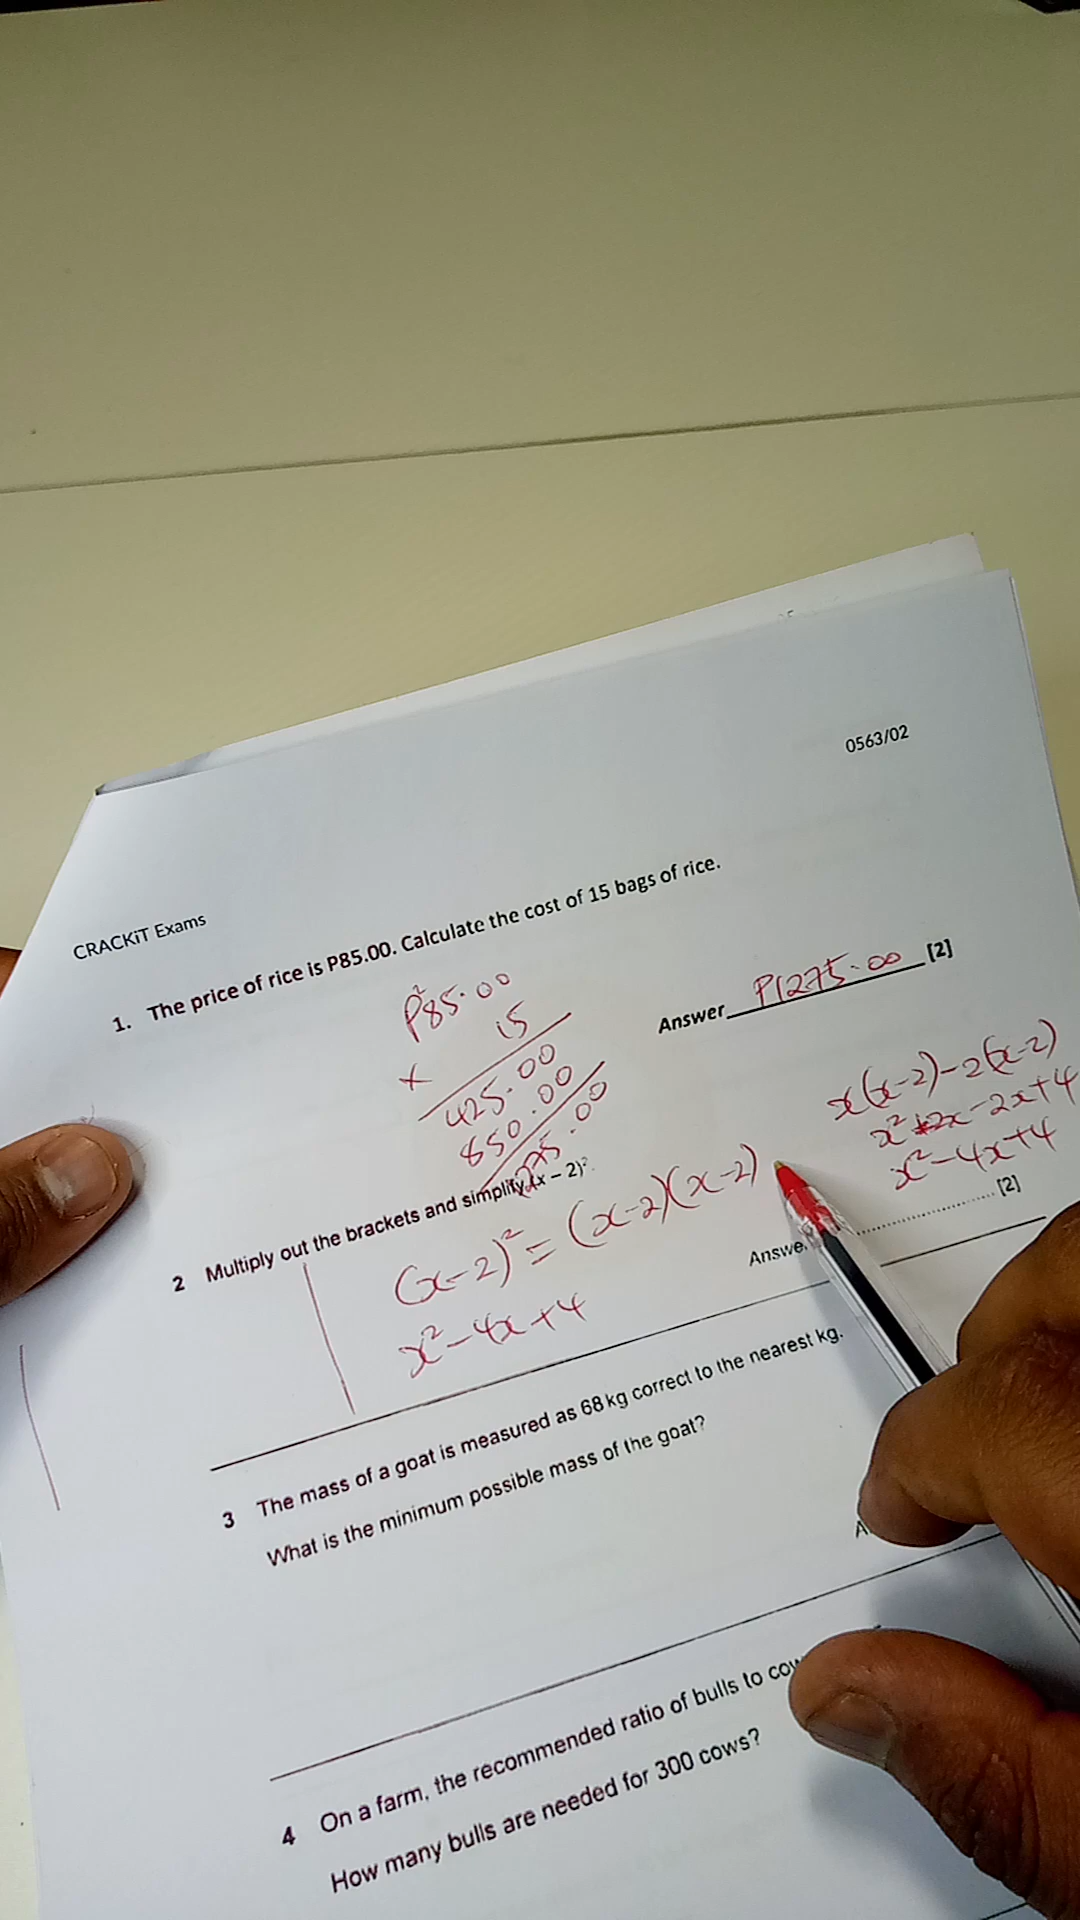 0563/02
CRACKiT Exams
1. The price of rice is P85.00. Calculate the cost of 15 bags of rice.
P85.00
x 15
425.00
850.00
1275.00
Answer P1275.00 [2]
x(x-2)-2(x-2)
x²-2x-2x+4
x²-4x+4
2 Multiply out the brackets and simplify (x – 2)².
(x-2)² = (x-2)(x-2)
x²-4x+4
Answe [2]
3 The mass of a goat is measured as 68 kg correct to the nearest kg.
What is the minimum possible mass of the goat?
A
4 On a farm, the recommended ratio of bulls to cow
How many bulls are needed for 300 cows?